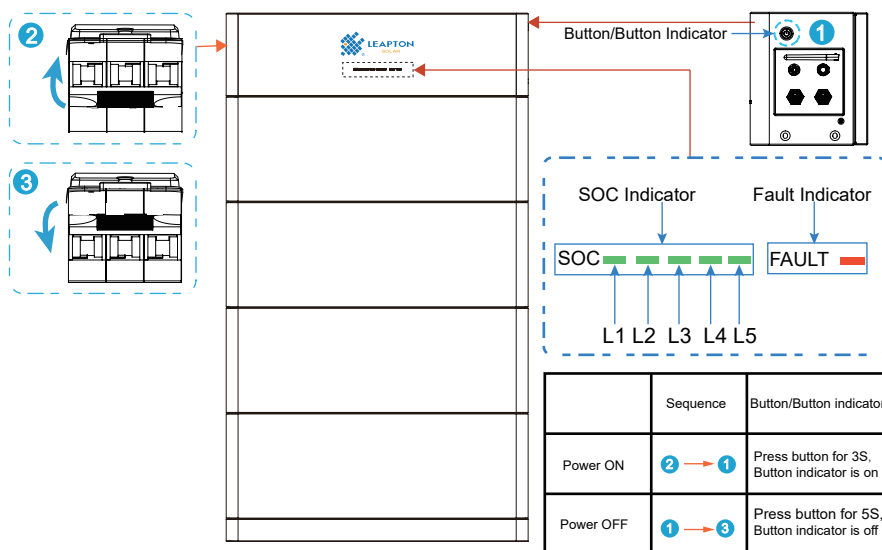 2
LEAPTON
SOLAR
Button/Button Indicator
1
3
SOC Indicator
Fault Indicator
SOC
FAULT
L1 L2 L3 L4 L5
Sequence
Button/Button indicator
Power ON
2 1
Press button for 3S,
Button indicator is on
Power OFF
1 3
Press button for 5S,
Button indicator is off